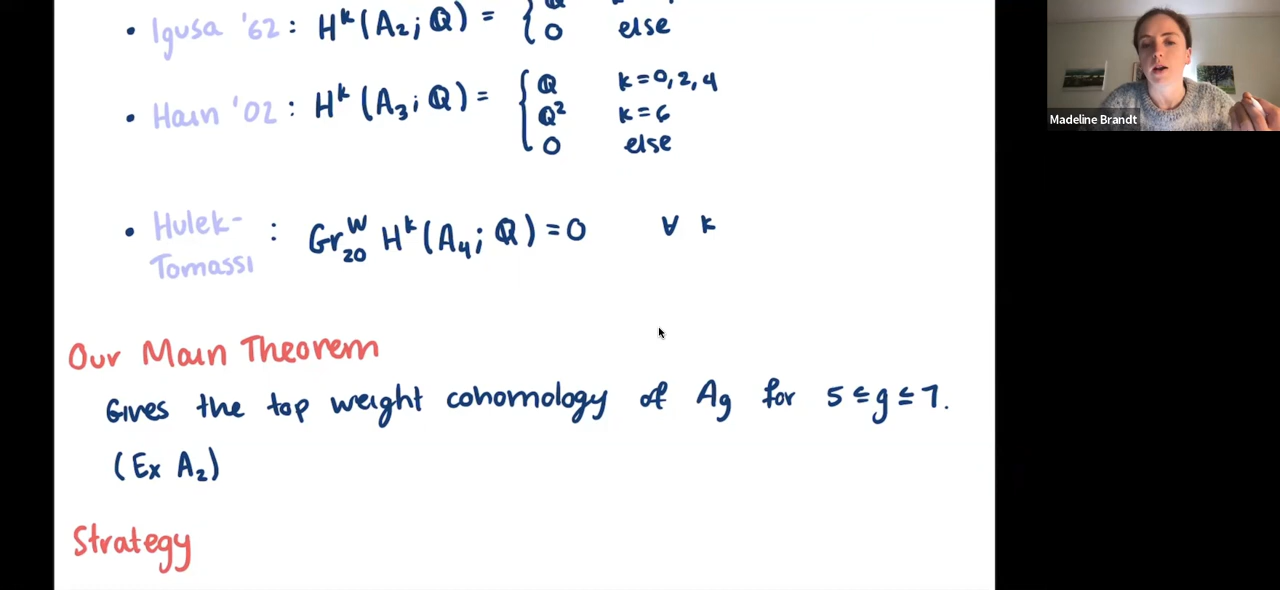 • Igusa '62: H^k(A_2; Q) = { Q
0 else
• Hain '02: H^k(A_3; Q) = { Q k=0,2,4
Q^2 k=6
0 else
• Hulek-
Tomassi : Gr^W_20 H^k(A_4; Q) = 0 ∀ k
Our Main Theorem
Gives the top weight cohomology of A_g for 5 ≤ g ≤ 7.
(Ex A_2)
Strategy
Madeline Brandt